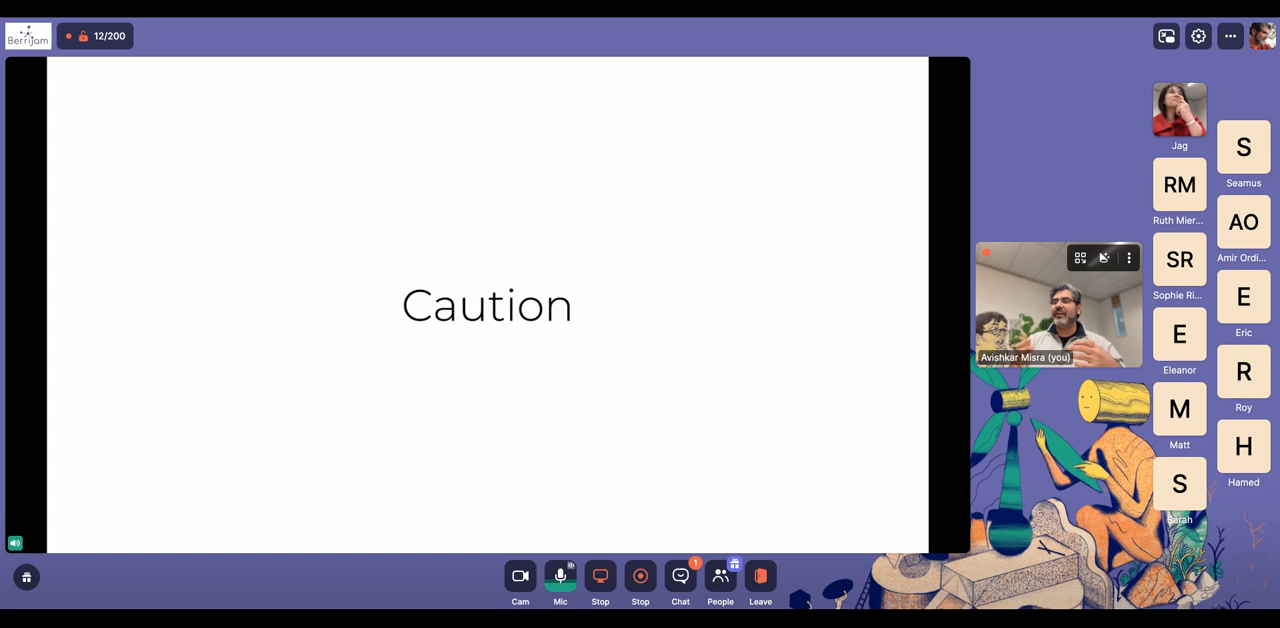 Berrijam
12/200
Caution
Jag
S
Seamus
RM
Ruth Mier...
AO
Amir Ordi...
SR
Sophie Ri...
E
Eric
Avishkar Misra (you)
E
Eleanor
R
Roy
M
Matt
H
Hamed
S
Sarah
1
Cam
Mic
Stop
Stop
Chat
People
Leave